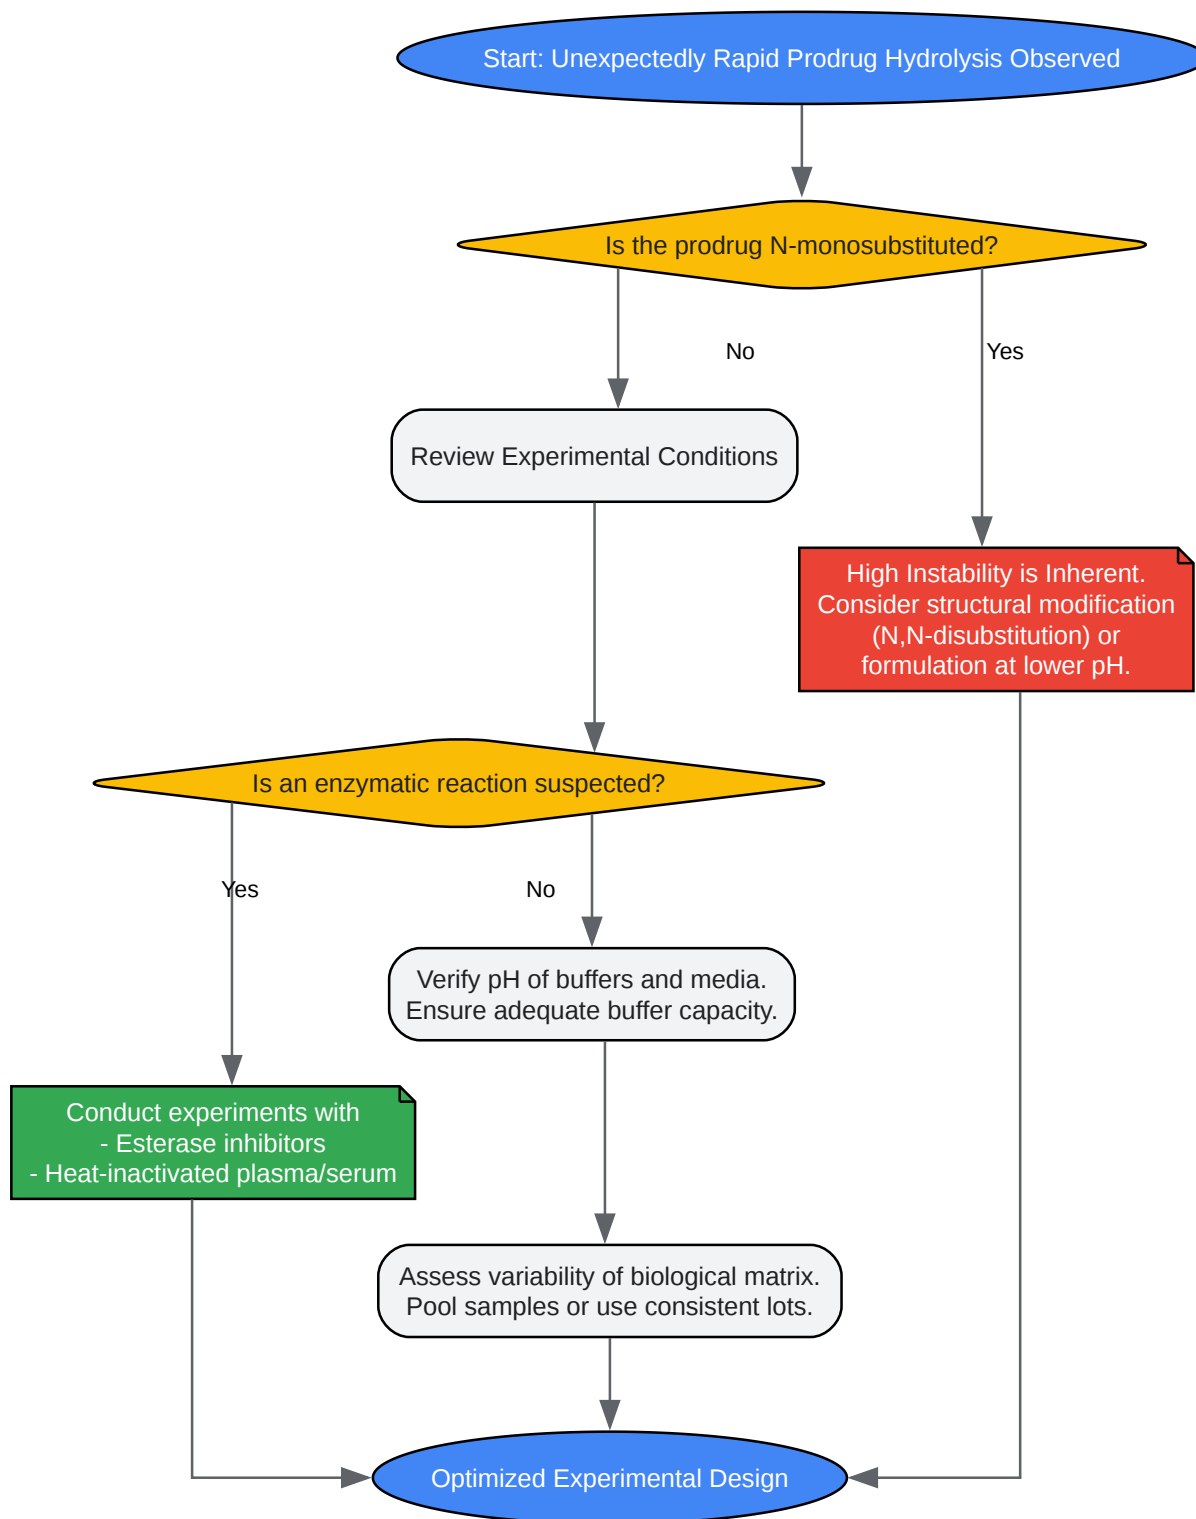 Start: Unexpectedly Rapid Prodrug Hydrolysis Observed
Is the prodrug N-monosubstituted?
No
Yes
Review Experimental Conditions
High Instability is Inherent.
Consider structural modification
(N,N-disubstitution) or
formulation at lower pH.
Is an enzymatic reaction suspected?
Yes
No
Verify pH of buffers and media.
Ensure adequate buffer capacity.
Conduct experiments with
- Esterase inhibitors
- Heat-inactivated plasma/serum
Assess variability of biological matrix.
Pool samples or use consistent lots.
Optimized Experimental Design